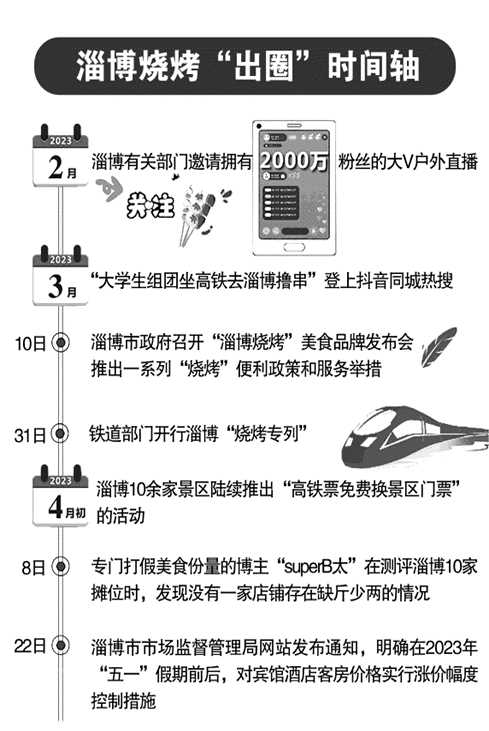 淄博烧烤“出圈”时间轴
2023
2月
淄博有关部门邀请拥有2000万粉丝的大V户外直播
关注
2023
3月
“大学生组团坐高铁去淄博撸串”登上抖音同城热搜
10日
淄博市政府召开“淄博烧烤”美食品牌发布会
推出一系列“烧烤”便利政策和服务举措
31日
铁道部门开行淄博“烧烤专列”
2023
4月初
淄博10余家景区陆续推出“高铁票免费换景区门票”
的活动
8日
专门打假美食份量的博主“superB太”在测评淄博10家
摊位时，发现没有一家店铺存在缺斤少两的情况
22日
淄博市市场监督管理局网站发布通知，明确在2023年
“五一”假期前后，对宾馆酒店客房价格实行涨价幅度
控制措施